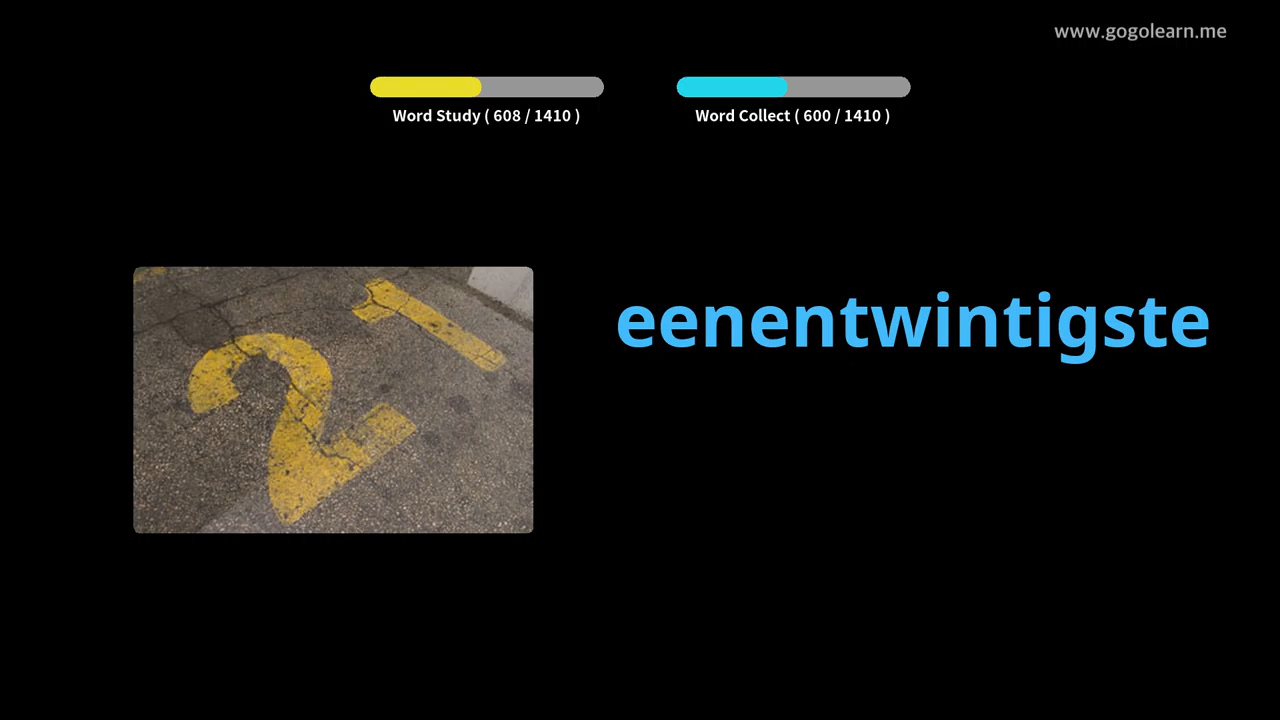 www.gogolearn.me
Word Study ( 608 / 1410 )
Word Collect ( 600 / 1410 )
eenentwintigste
21